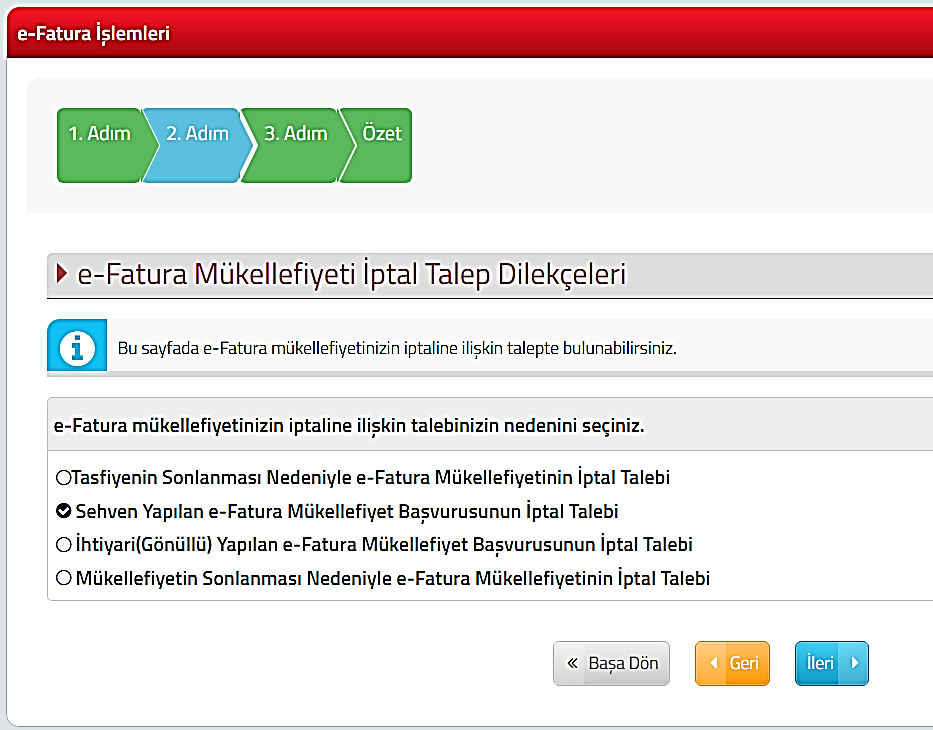 e-Fatura İşlemleri
1. Adım 2. Adım 3. Adım Özet
e-Fatura Mükellefiyeti İptal Talep Dilekçeleri
Bu sayfada e-Fatura mükellefiyetinizin iptaline ilişkin talepte bulunabilirsiniz.
e-Fatura mükellefiyetinizin iptaline ilişkin talebinizin nedenini seçiniz.
Tasfiyenin Sonlanması Nedeniyle e-Fatura Mükellefiyetinin İptal Talebi
Sehven Yapılan e-Fatura Mükellefiyet Başvurusunun İptal Talebi
İhtiyari(Gönüllü) Yapılan e-Fatura Mükellefiyet Başvurusunun İptal Talebi
Mükellefiyetin Sonlanması Nedeniyle e-Fatura Mükellefiyetinin İptal Talebi
« Başa Dön Geri İleri